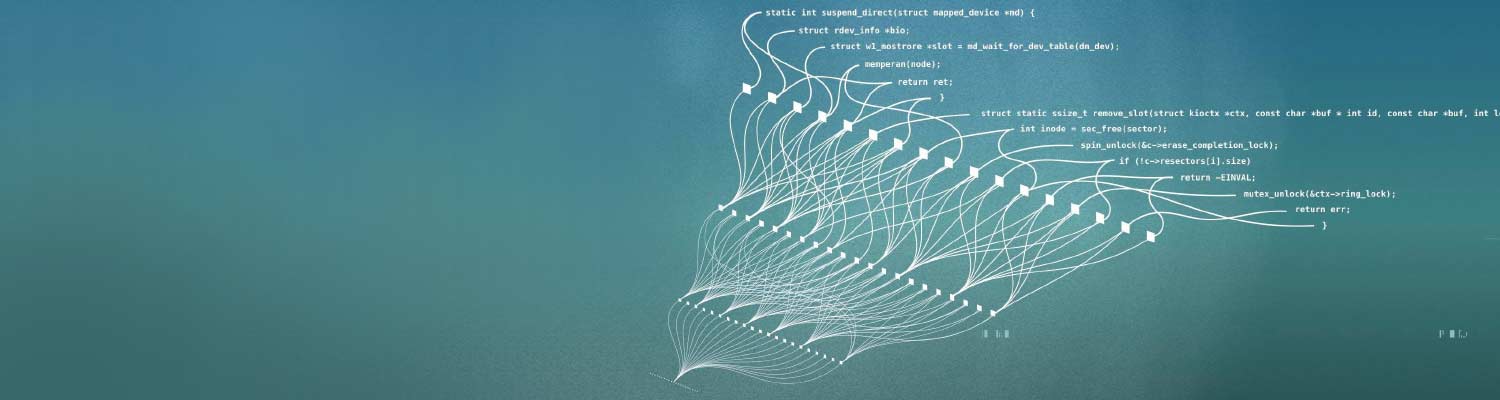 static int suspend_direct(struct mapped_device *md) {
struct rdev_info *bio;
struct w1_mostrore *slot = md_wait_for_dev_table(dn_dev);
memperan(node);
return ret;
}
struct static ssize_t remove_slot(struct kioctx *ctx, const char *buf * int id, const char *buf, int
int inode = sec_free(sector);
spin_unlock(&c->erase_completion_lock);
if (!c->resectors[i].size)
return -EINVAL;
mutex_unlock(&ctx->ring_lock);
return err;
}